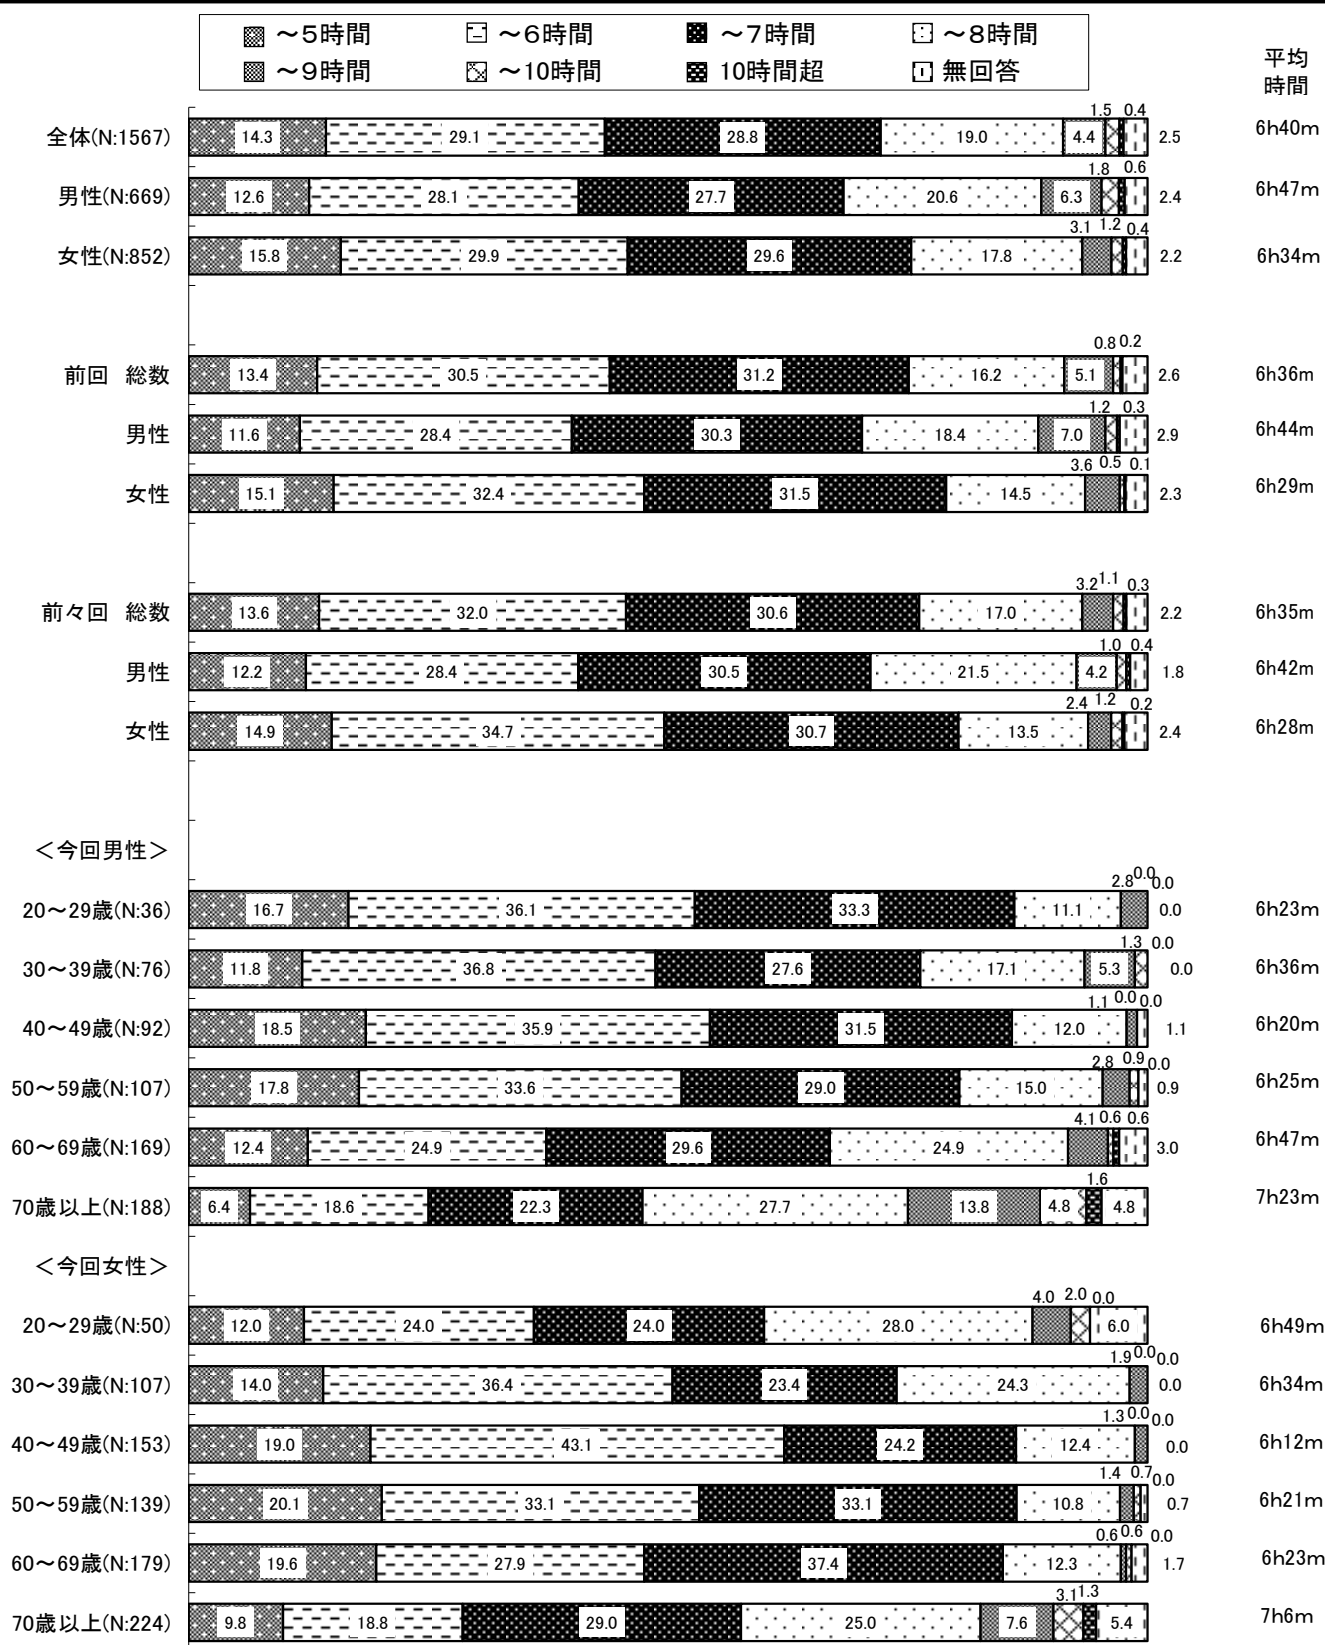 ～5時間 ～6時間 ～7時間 ～8時間
～9時間 ～10時間 10時間超 無回答
平均
時間
全体(N:1567) 14.3 29.1 28.8 19.0 4.4 1.5 0.4 2.5 6h40m
男性(N:669) 12.6 28.1 27.7 20.6 6.3 1.8 0.6 2.4 6h47m
女性(N:852) 15.8 29.9 29.6 17.8 3.1 1.2 0.4 2.2 6h34m
前回 総数 13.4 30.5 31.2 16.2 5.1 0.8 0.2 2.6 6h36m
男性 11.6 28.4 30.3 18.4 7.0 1.2 0.3 2.9 6h44m
女性 15.1 32.4 31.5 14.5 3.6 0.5 0.1 2.3 6h29m
前々回 総数 13.6 32.0 30.6 17.0 3.2 1.1 0.3 2.2 6h35m
男性 12.2 28.4 30.5 21.5 4.2 1.0 0.4 1.8 6h42m
女性 14.9 34.7 30.7 13.5 2.4 1.2 0.2 2.4 6h28m
＜今回男性＞
20～29歳(N:36) 16.7 36.1 33.3 11.1 2.8 0.0 0.0 0.0 6h23m
30～39歳(N:76) 11.8 36.8 27.6 17.1 5.3 1.3 0.0 0.0 6h36m
40～49歳(N:92) 18.5 35.9 31.5 12.0 1.1 0.0 0.0 1.1 6h20m
50～59歳(N:107) 17.8 33.6 29.0 15.0 2.8 0.9 0.0 0.9 6h25m
60～69歳(N:169) 12.4 24.9 29.6 24.9 4.1 0.6 0.6 3.0 6h47m
70歳以上(N:188) 6.4 18.6 22.3 27.7 13.8 4.8 1.6 4.8 7h23m
＜今回女性＞
20～29歳(N:50) 12.0 24.0 24.0 28.0 4.0 2.0 0.0 6.0 6h49m
30～39歳(N:107) 14.0 36.4 23.4 24.3 1.9 0.0 0.0 0.0 6h34m
40～49歳(N:153) 19.0 43.1 24.2 12.4 1.3 0.0 0.0 0.0 6h12m
50～59歳(N:139) 20.1 33.1 33.1 10.8 1.4 0.7 0.0 0.7 6h21m
60～69歳(N:179) 19.6 27.9 37.4 12.3 0.6 0.6 0.0 1.7 6h23m
70歳以上(N:224) 9.8 18.8 29.0 25.0 7.6 3.1 1.3 5.4 7h6m